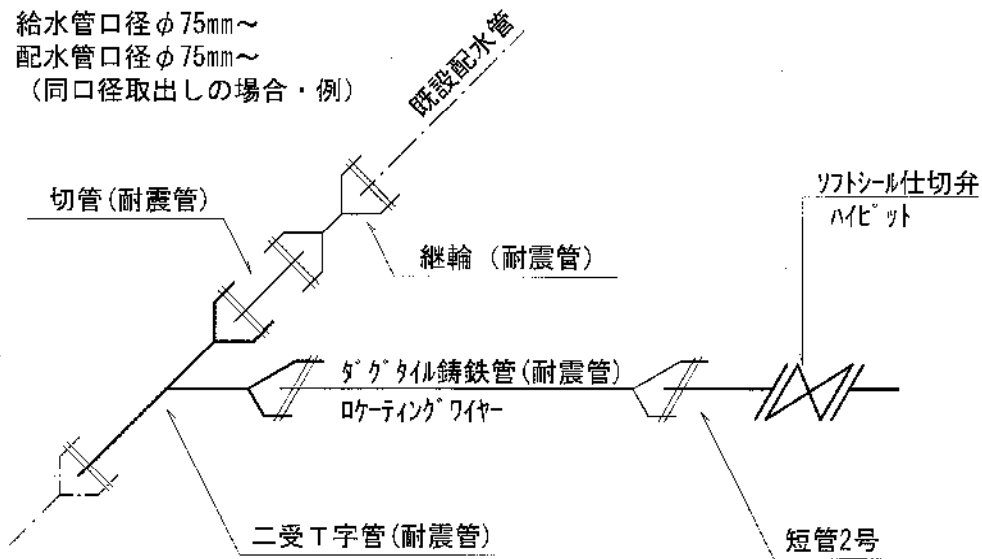 給水管口径φ75mm~
配水管口径φ75mm~
(同口径取出しの場合・例)
既設配水管
切管(耐震管)
ソフトシール仕切弁
ハイピット
継輪(耐震管)
ダグタイル鋳鉄管(耐震管)
ロケーティングワイヤー
二受T字管(耐震管)
短管2号